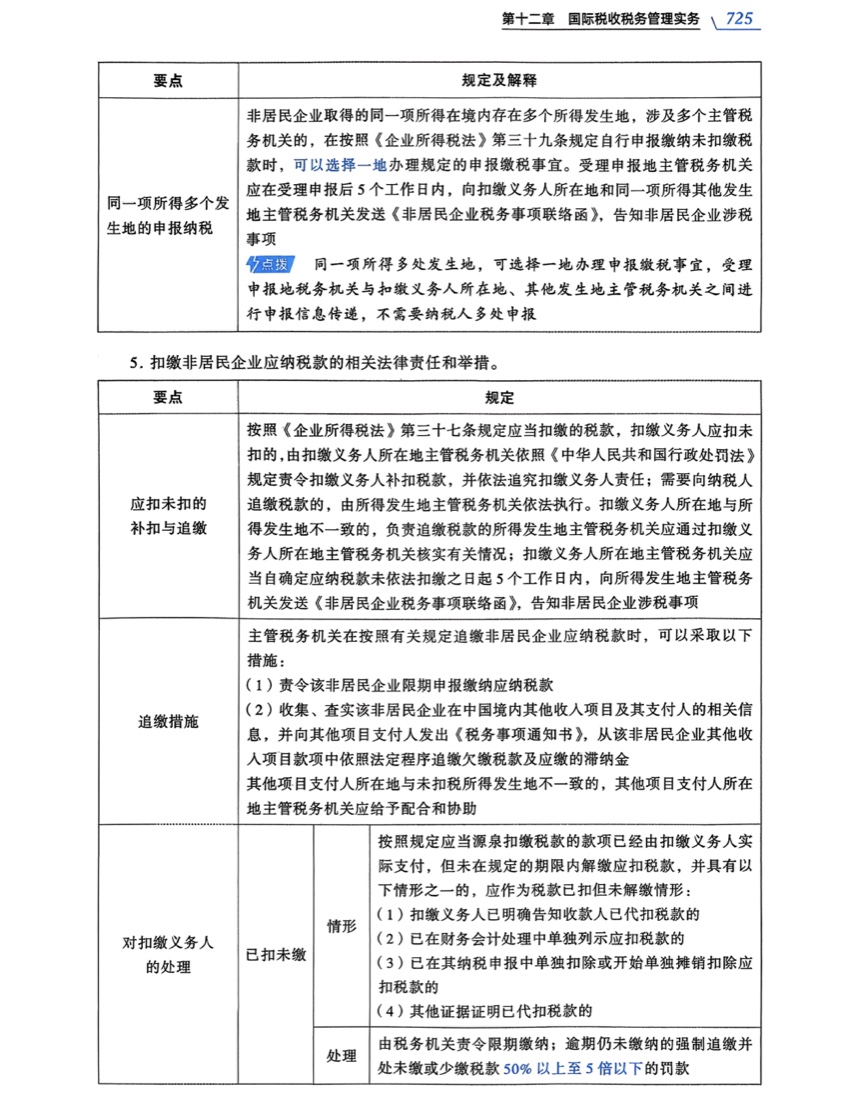 第十二章 国际税收税务管理实务 725
要点
规定及解释
同一项所得多个发
生地的申报纳税
非居民企业取得的同一项所得在境内存在多个所得发生地，涉及多个主管税
务机关的，在按照《企业所得税法》第三十九条规定自行申报缴纳未扣缴税
款时，可以选择一地办理规定的申报缴税事宜。受理申报地主管税务机关
应在受理申报后 5 个工作日内，向扣缴义务人所在地和同一项所得其他发生
地主管税务机关发送《非居民企业税务事项联络函》，告知非居民企业涉税
事项
点拨 同一项所得多处发生地，可选择一地办理申报缴税事宜，受理
申报地税务机关与扣缴义务人所在地、其他发生地主管税务机关之间进
行申报信息传递，不需要纳税人多处申报
5. 扣缴非居民企业应纳税款的相关法律责任和举措。
要点
规定
应扣未扣的
补扣与追缴
按照《企业所得税法》第三十七条规定应当扣缴的税款，扣缴义务人应扣未
扣的，由扣缴义务人所在地主管税务机关依照《中华人民共和国行政处罚法》
规定责令扣缴义务人补扣税款，并依法追究扣缴义务人责任；需要向纳税人
追缴税款的，由所得发生地主管税务机关依法执行。扣缴义务人所在地与所
得发生地不一致的，负责追缴税款的所得发生地主管税务机关应通过扣缴义
务人所在地主管税务机关核实有关情况；扣缴义务人所在地主管税务机关应
当自确定应纳税款未依法扣缴之日起 5 个工作日内，向所得发生地主管税务
机关发送《非居民企业税务事项联络函》，告知非居民企业涉税事项
追缴措施
主管税务机关在按照有关规定追缴非居民企业应纳税款时，可以采取以下
措施：
（1）责令该非居民企业限期申报缴纳应纳税款
（2）收集、查实该非居民企业在中国境内其他收入项目及其支付人的相关信
息，并向其他项目支付人发出《税务事项通知书》，从该非居民企业其他收
入项目款项中依照法定程序追缴欠缴税款及应缴的滞纳金
其他项目支付人所在地与未扣税所得发生地不一致的，其他项目支付人所在
地主管税务机关应给予配合和协助
对扣缴义务人
的处理
已扣未缴
情形
按照规定应当源泉扣缴税款的款项已经由扣缴义务人实
际支付，但未在规定的期限内解缴应扣税款，并具有以
下情形之一的，应作为税款已扣但未解缴情形：
（1）扣缴义务人已明确告知收款人已代扣税款的
（2）已在财务会计处理中单独列示应扣税款的
（3）已在其纳税申报中单独扣除或开始单独摊销扣除应
扣税款的
（4）其他证据证明已代扣税款的
处理
由税务机关责令限期缴纳；逾期仍未缴纳的强制追缴并
处未缴或少缴税款 50% 以上至 5 倍以下的罚款